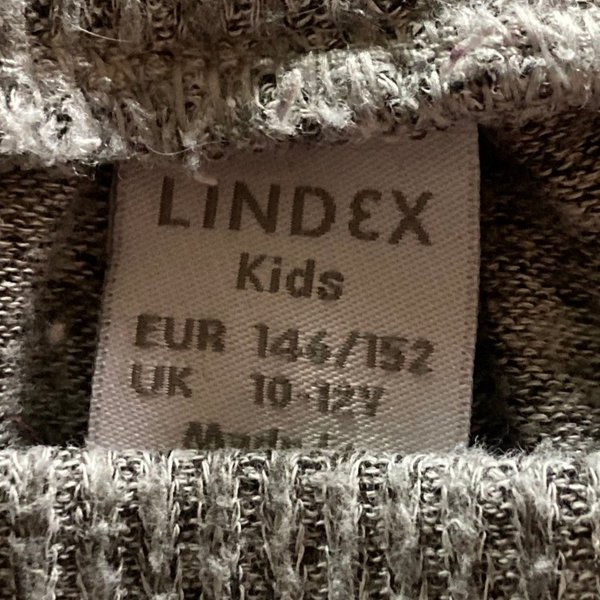 LINDEX
Kids
EUR 146/152
UK 10-12Y